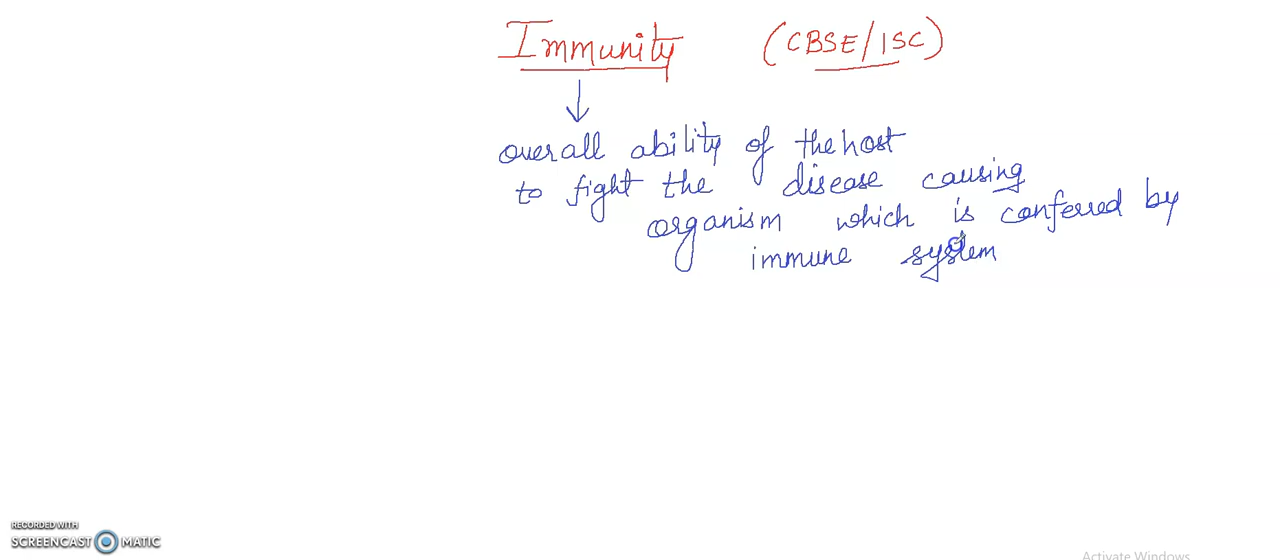 Immunity (CBSE/ISC)
overall ability of the host
to fight the disease causing
organism which is conferred by
immune system
RECORDED WITH
SCREENCAST MATIC
Activate Windows